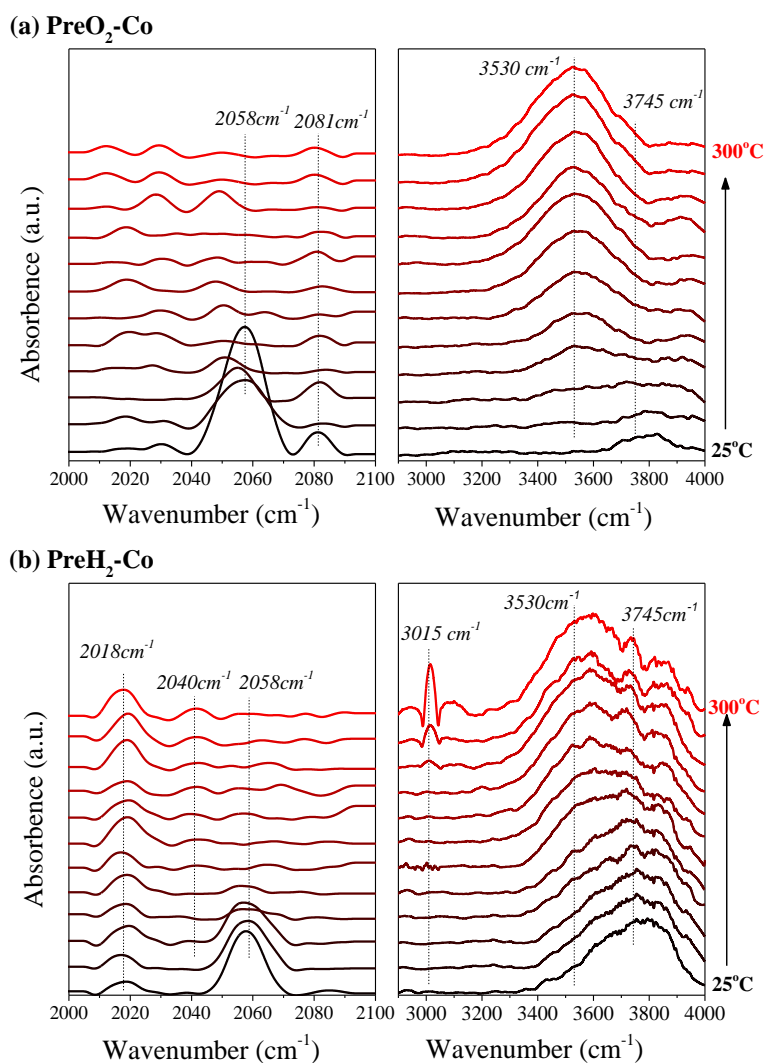 (a) PreO₂-Co
2058cm⁻¹ 2081cm⁻¹
3530 cm⁻¹
3745 cm⁻¹
300°C
25°C
Absorbence (a.u.)
2000 2020 2040 2060 2080 2100
3000 3200 3400 3600 3800 4000
Wavenumber (cm⁻¹) Wavenumber (cm⁻¹)
(b) PreH₂-Co
2018cm⁻¹
2040cm⁻¹
2058cm⁻¹
3015 cm⁻¹
3530cm⁻¹
3745cm⁻¹
300°C
25°C
Absorbence (a.u.)
2000 2020 2040 2060 2080 2100
3000 3200 3400 3600 3800 4000
Wavenumber (cm⁻¹) Wavenumber (cm⁻¹)